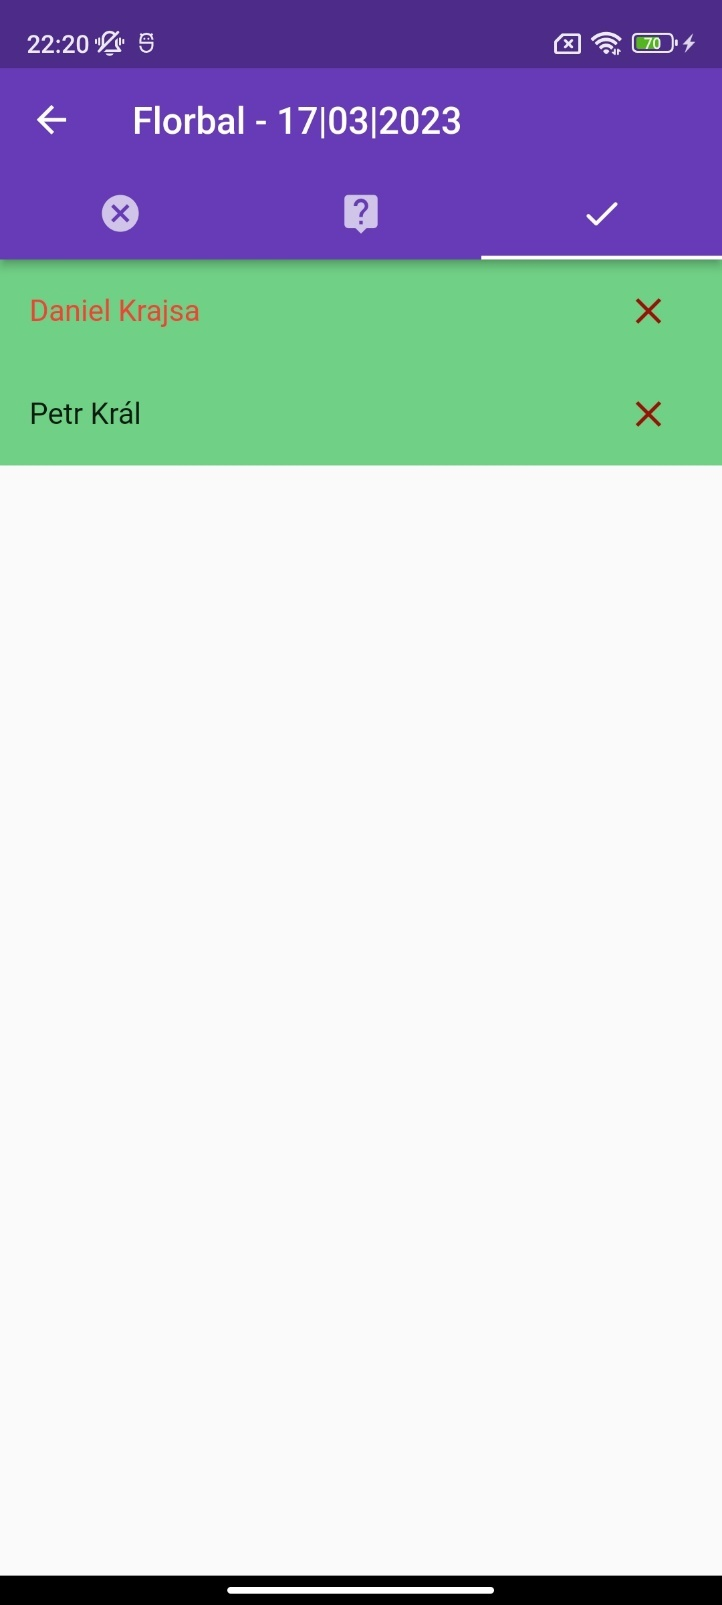 22:20
70
Florbal - 17|03|2023
Daniel Krajsa
Petr Král